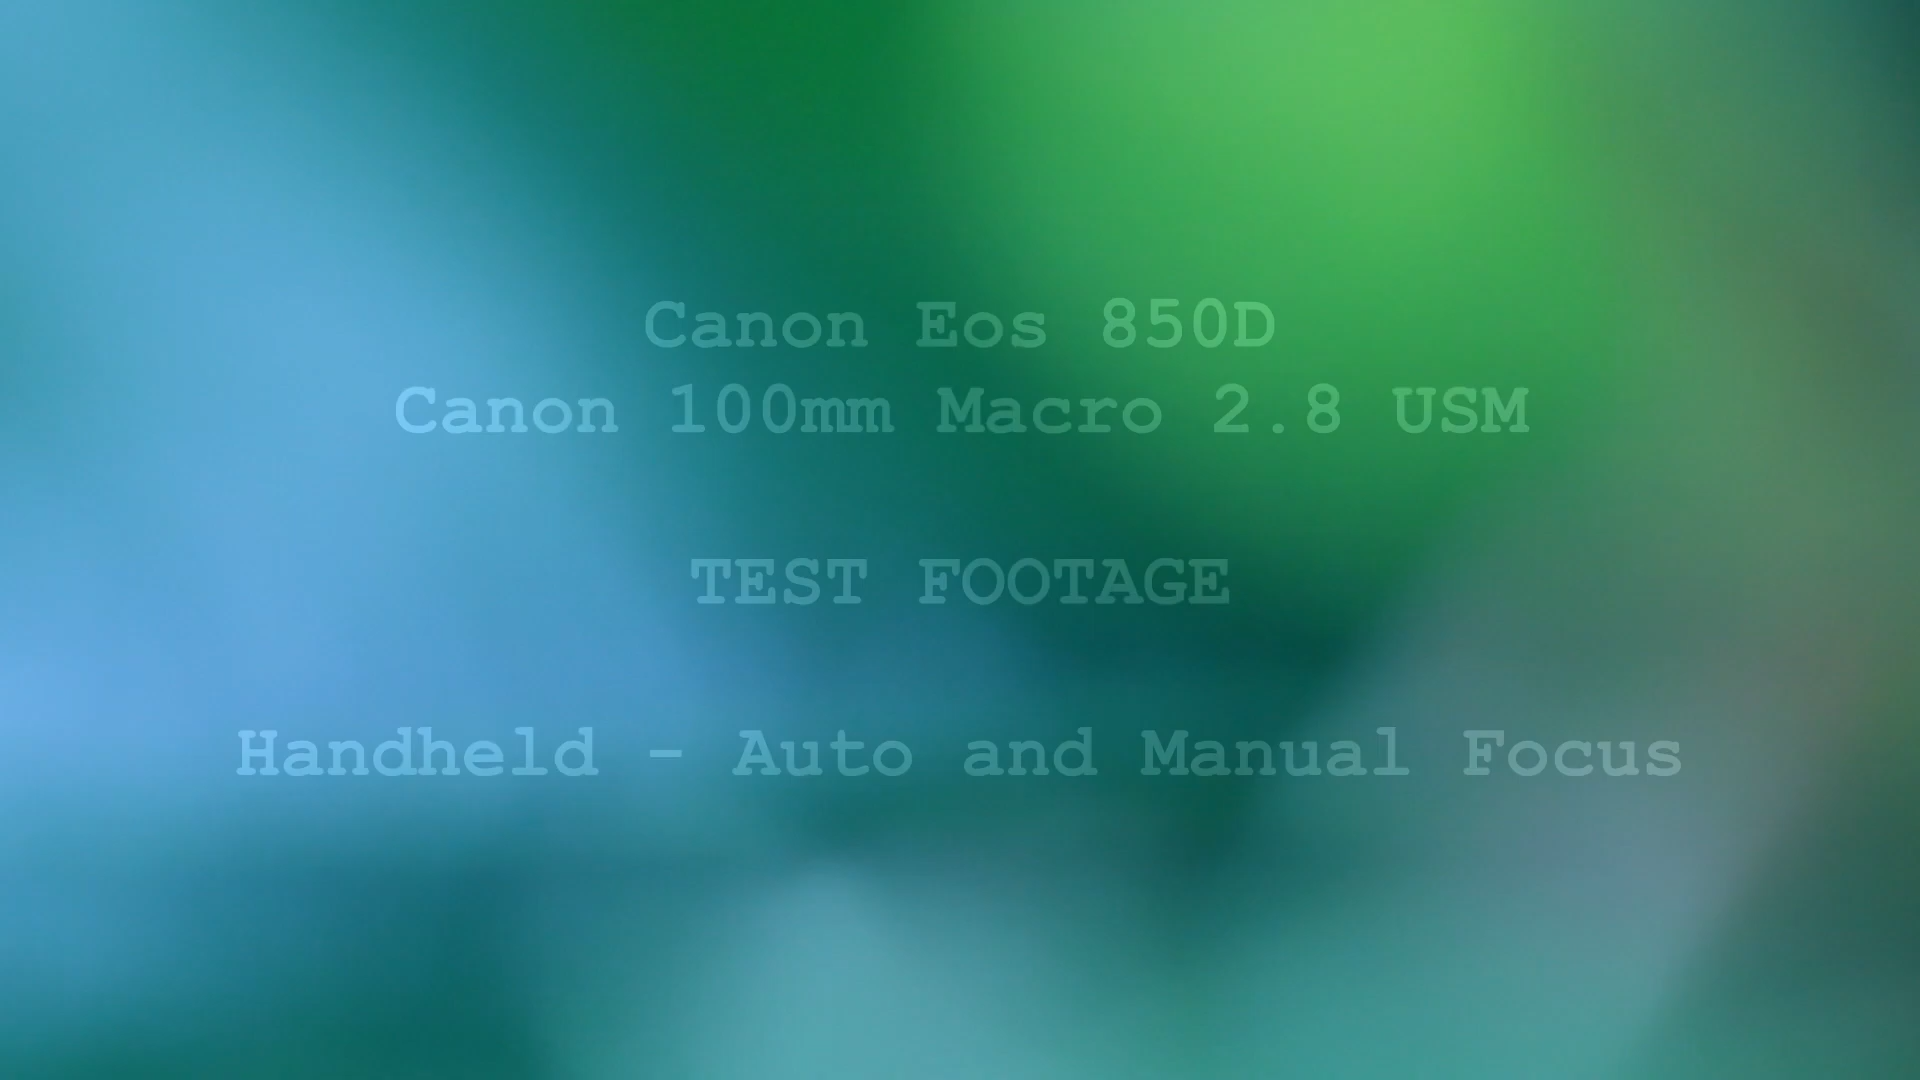 Canon Eos 850D
Canon 100mm Macro 2.8 USM
TEST FOOTAGE
Handheld - Auto and Manual Focus